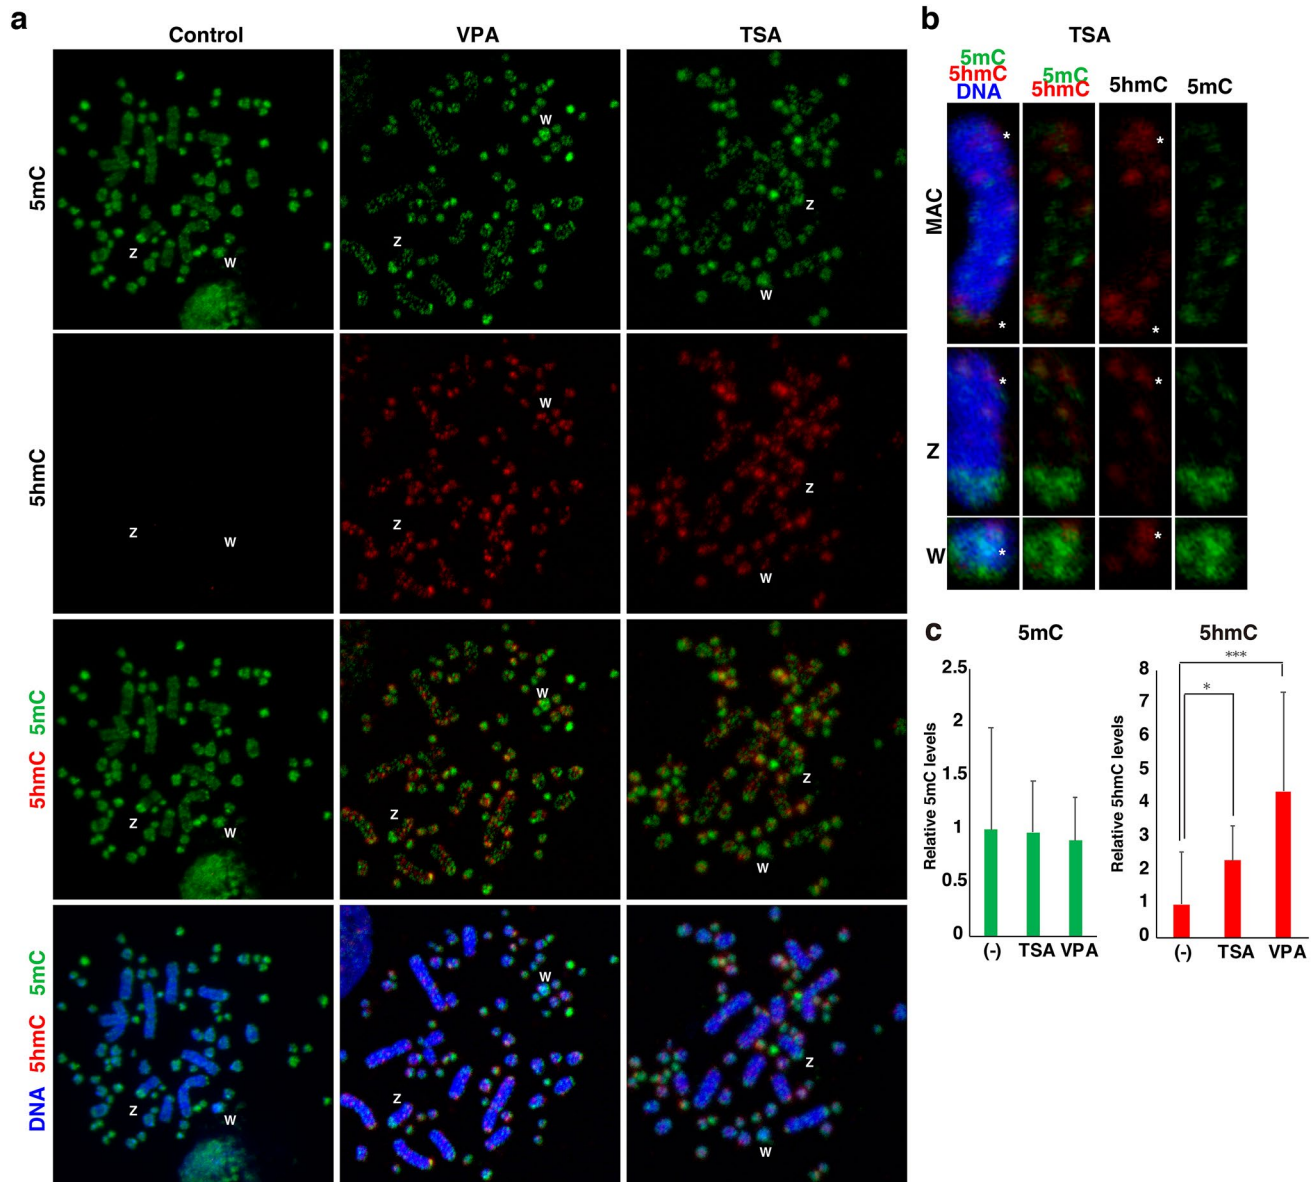 a
Control VPA TSA
5mC
W
Z
Z
Z W
W
5hmC
W
Z
Z
Z W
W
5hmC 5mC
W
Z
Z
Z W
W
DNA 5hmC 5mC
W
Z
Z
Z W
W
b
TSA
5mC
5hmC
DNA
5mC
5hmC
5hmC
5mC
MAC
*
*
*
*
Z
*
*
W
*
*
c
5mC
Relative 5mC levels
2.5
2
1.5
1
0.5
0
(-) TSA VPA
5hmC
Relative 5hmC levels
***
*
8
7
6
5
4
3
2
1
0
(-) TSA VPA